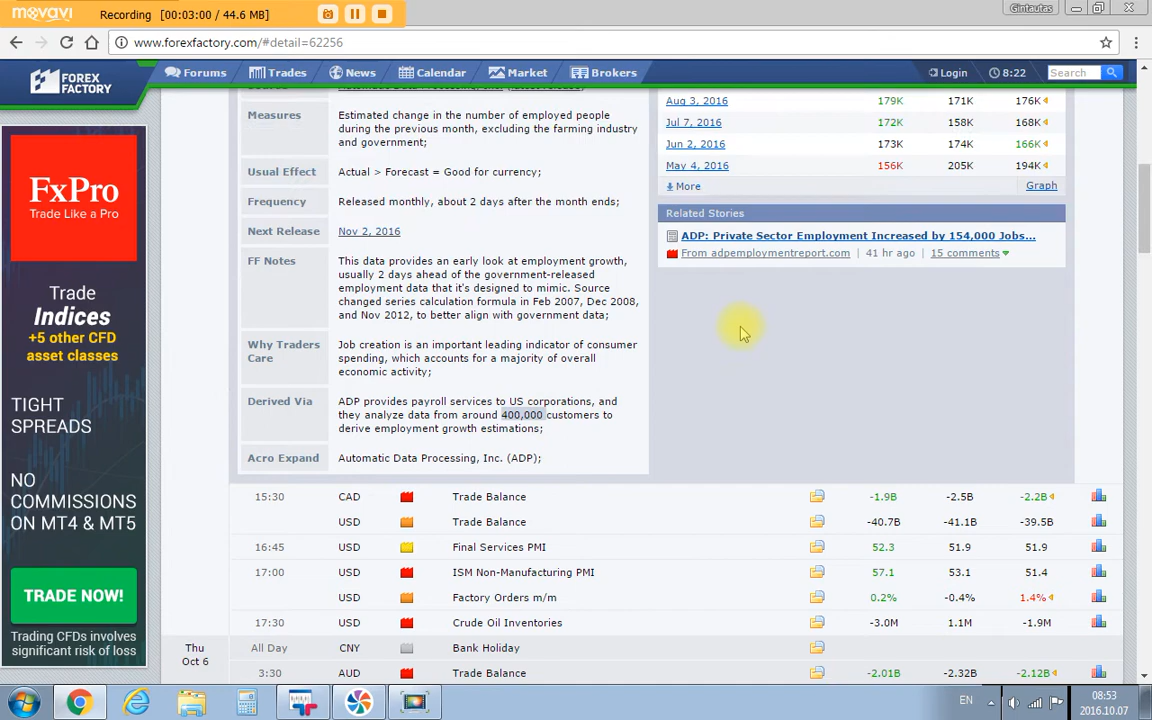 movavi
Recording [00:03:00 / 44.6 MB]
Gintautas
www.forexfactory.com/#detail=62256
FOREX
FACTORY
Forums
Trades
News
Calendar
Market
Brokers
Login
8:22
Search
FxPro
Trade Like a Pro
Trade
Indices
+5 other CFD
asset classes
TIGHT
SPREADS
NO
COMMISSIONS
ON MT4 & MT5
TRADE NOW!
Trading CFDs involves
significant risk of loss
Measures
Estimated change in the number of employed people
during the previous month, excluding the farming industry
and government;
Usual Effect
Actual > Forecast = Good for currency;
Frequency
Released monthly, about 2 days after the month ends;
Next Release
Nov 2, 2016
FF Notes
This data provides an early look at employment growth,
usually 2 days ahead of the government-released
employment data that it's designed to mimic. Source
changed series calculation formula in Feb 2007, Dec 2008,
and Nov 2012, to better align with government data;
Why Traders
Care
Job creation is an important leading indicator of consumer
spending, which accounts for a majority of overall
economic activity;
Derived Via
ADP provides payroll services to US corporations, and
they analyze data from around 400,000 customers to
derive employment growth estimations;
Acro Expand
Automatic Data Processing, Inc. (ADP);
Aug 3, 2016 179K 171K 176K
Jul 7, 2016 172K 158K 168K
Jun 2, 2016 173K 174K 166K
May 4, 2016 156K 205K 194K
More Graph
Related Stories
ADP: Private Sector Employment Increased by 154,000 Jobs...
From adpemploymentreport.com | 41 hr ago | 15 comments
15:30 CAD Trade Balance -1.9B -2.5B -2.2B
USD Trade Balance -40.7B -41.1B -39.5B
16:45 USD Final Services PMI 52.3 51.9 51.9
17:00 USD ISM Non-Manufacturing PMI 57.1 53.1 51.4
USD Factory Orders m/m 0.2% -0.4% 1.4%
17:30 USD Crude Oil Inventories -3.0M 1.1M -1.9M
Thu All Day CNY Bank Holiday
Oct 6
3:30 AUD Trade Balance -2.01B -2.32B -2.12B
EN
08:53
2016.10.07